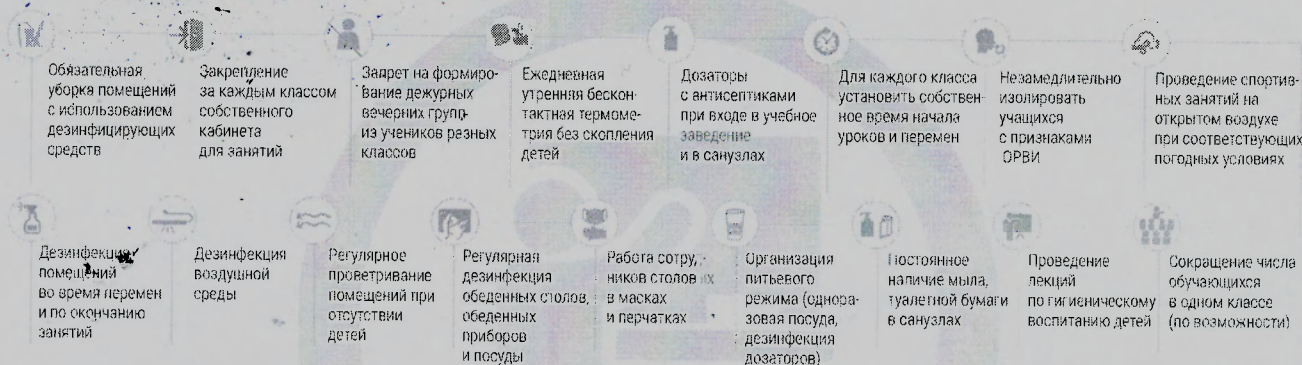 Обязательная
уборка помещений
с использованием
дезинфицирующих
средств
Закрепление
за каждым классом
собственного
кабинета
для занятий
Запрет на формиро-
вание дежурных
вечерних групп
из учеников разных
классов
Ежедневная
утренняя бескон-
тактная термоме-
трия без скопления
детей
Дозаторы
с антисептиками
при входе в учебное
заведение
и в санузлах
Для каждого класса
установить собствен-
ное время начала
уроков и перемен
Незамедлительно
изолировать
учащихся
с признаками
ОРВИ
Проведение спортив-
ных занятий на
открытом воздухе
при соответствующих
погодных условиях
Дезинфекция
помещений
во время перемен
и по окончанию
занятий
Дезинфекция
воздушной
среды
Регулярное
проветривание
помещений при
отсутствии
детей
Регулярная
дезинфекция
обеденных столов,
обеденных
приборов
и посуды
Работа сотруд-
ников столовых
в масках
и перчатках
Организация
питьевого
режима (однора-
зовая посуда,
дезинфекция
дозаторов)
Постоянное
наличие мыла,
туалетной бумаги
в санузлах
Проведение
лекций
по гигиеническому
воспитанию детей
Сокращение числа
обучающихся
в одном классе
(по возможности)